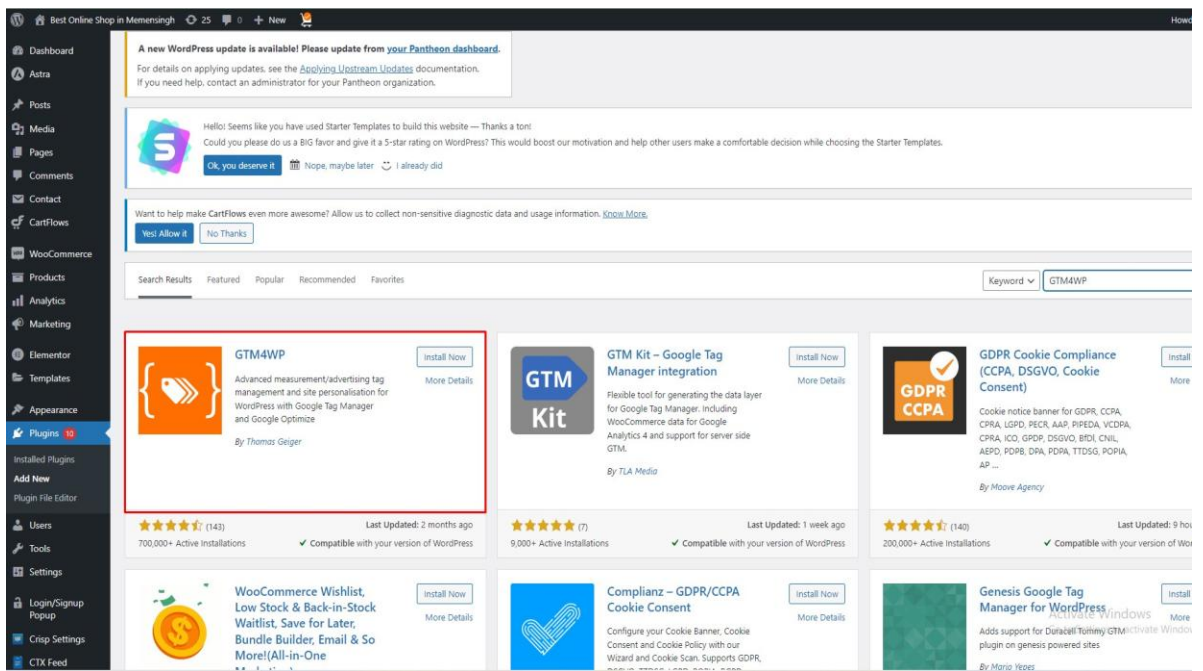 Best Online Shop in Memensingh 25 0 + New Howd
Dashboard
Astra
Posts
Media
Pages
Comments
Contact
CartFlows
WooCommerce
Products
Analytics
Marketing
Elementor
Templates
Appearance
Plugins 10
Installed Plugins
Add New
Plugin File Editor
Users
Tools
Settings
Login/Signup
Popup
Crisp Settings
CTX Feed
A new WordPress update is available! Please update from your Pantheon dashboard.
For details on applying updates, see the Applying Upstream Updates documentation.
If you need help, contact an administrator for your Pantheon organization.
Hello! Seems like you have used Starter Templates to build this website — Thanks a ton!
Could you please do us a BIG favor and give it a 5-star rating on WordPress? This would boost our motivation and help other users make a comfortable decision while choosing the Starter Templates.
Ok, you deserve it Nope, maybe later I already did
Want to help make CartFlows even more awesome? Allow us to collect non-sensitive diagnostic data and usage information. Know More.
Yes! Allow it No Thanks
Search Results Featured Popular Recommended Favorites Keyword GTM4WP
GTM4WP
Install Now
More Details
Advanced measurement/advertising tag
management and site personalisation for
WordPress with Google Tag Manager
and Google Optimize
By Thomas Geiger
(143) Last Updated: 2 months ago
700,000+ Active Installations Compatible with your version of WordPress
GTM
Kit
GTM Kit – Google Tag
Manager integration
Install Now
More Details
Flexible tool for generating the data layer
for Google Tag Manager. Including
WooCommerce data for Google
Analytics 4 and support for server side
GTM.
By TLA Media
(7) Last Updated: 1 week ago
9,000+ Active Installations Compatible with your version of WordPress
GDPR
CCPA
GDPR Cookie Compliance
(CCPA, DSGVO, Cookie
Consent)
Install
More
Cookie notice banner for GDPR, CCPA,
CPRA, LGPD, PECR, AAP, PIPEDA, VCDPA,
CPRA, ICO, GPDP, DSGVO, BfDI, CNIL,
AEPD, PDPB, DPA, PDPA, TTDSG, POPIA,
AP ...
By Moove Agency
(140) Last Updated: 9 hou
200,000+ Active Installations Compatible with your version of Wor
WooCommerce Wishlist,
Low Stock & Back-in-Stock
Waitlist, Save for Later,
Bundle Builder, Email & So
More!(All-in-One
Install Now
More Details
Complianz – GDPR/CCPA
Cookie Consent
Install Now
More Details
Configure your Cookie Banner, Cookie
Consent and Cookie Policy with our
Wizard and Cookie Scan. Supports GDPR,
Genesis Google Tag
Manager for WordPress
Install
More
Adds support for Duracell Tommy GTM
plugin on genesis powered sites
By Mario Yepes
Activate Windows
activate Window